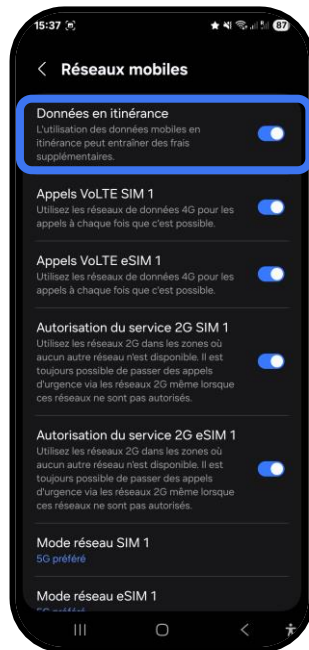 15:37
87
Réseaux mobiles
Données en itinérance
L'utilisation des données mobiles en
itinérance peut entraîner des frais
supplémentaires.
Appels VoLTE SIM 1
Utilisez les réseaux de données 4G pour les
appels à chaque fois que c'est possible.
Appels VoLTE eSIM 1
Utilisez les réseaux de données 4G pour les
appels à chaque fois que c'est possible.
Autorisation du service 2G SIM 1
Utilisez les réseaux 2G dans les zones où
aucun autre réseau n'est disponible. Il est
toujours possible de passer des appels
d'urgence via les réseaux 2G même lorsque
ces réseaux ne sont pas autorisés.
Autorisation du service 2G eSIM 1
Utilisez les réseaux 2G dans les zones où
aucun autre réseau n'est disponible. Il est
toujours possible de passer des appels
d'urgence via les réseaux 2G même lorsque
ces réseaux ne sont pas autorisés.
Mode réseau SIM 1
5G préféré
Mode réseau eSIM 1
5G préféré